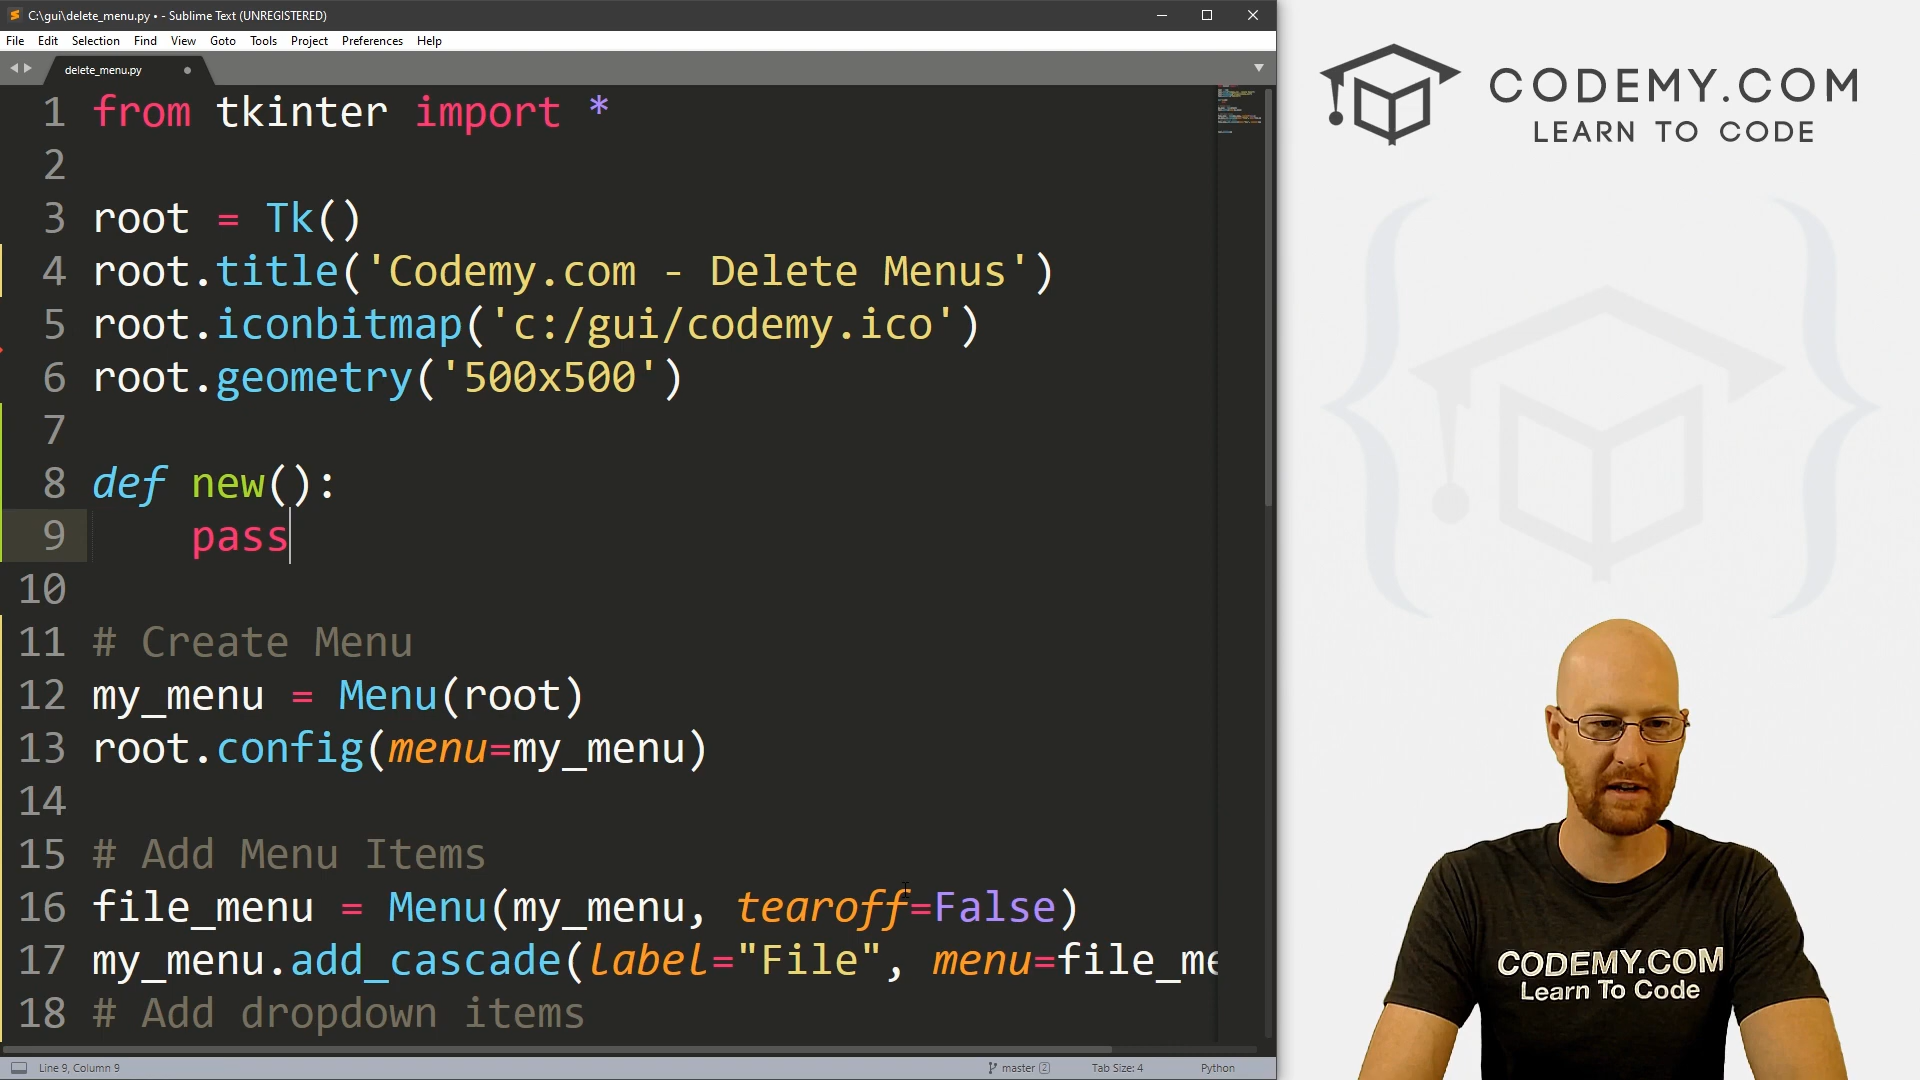 C:\gui\delete_menu.py • - Sublime Text (UNREGISTERED)
File Edit Selection Find View Goto Tools Project Preferences Help
delete_menu.py
1 from tkinter import *
2
3 root = Tk()
4 root.title('Codemy.com - Delete Menus')
5 root.iconbitmap('c:/gui/codemy.ico')
6 root.geometry('500x500')
7
8 def new():
9     pass
10
11 # Create Menu
12 my_menu = Menu(root)
13 root.config(menu=my_menu)
14
15 # Add Menu Items
16 file_menu = Menu(my_menu, tearoff=False)
17 my_menu.add_cascade(label="File", menu=file_me
18 # Add dropdown items
Line 9, Column 9 master 2 Tab Size: 4 Python
CODEMY.COM
LEARN TO CODE
CODEMY.COM
Learn To Code